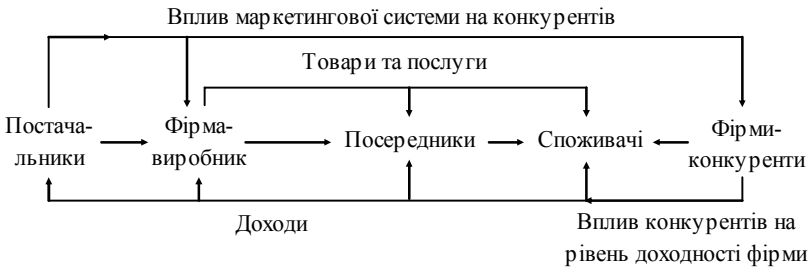 Вплив маркетингової системи на конкурентів
Товари та послуги
Постача-
льники
Фірма-
виробник
Посередники
Споживачі
Фірми-
конкуренти
Доходи
Вплив конкурентів на
рівень доходності фірми